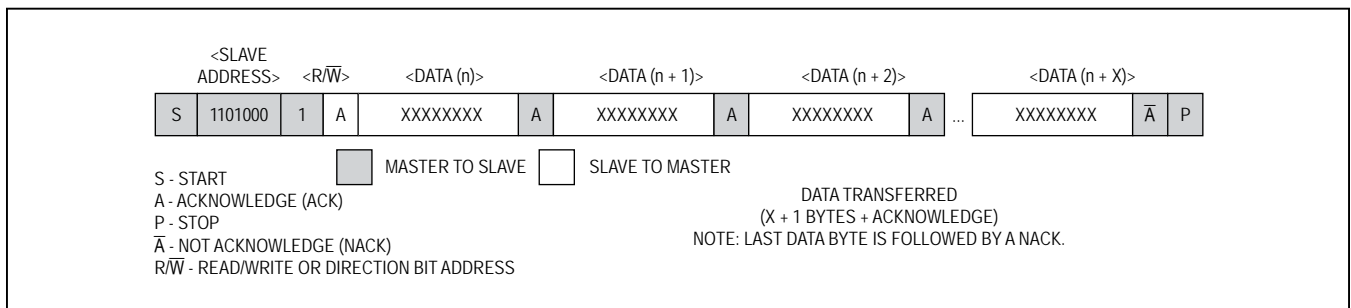 <SLAVE
ADDRESS> <R/W̅> <DATA (n)> <DATA (n + 1)> <DATA (n + 2)> <DATA (n + X)>
S 1101000 1 A XXXXXXXX A XXXXXXXX A XXXXXXXX A ... XXXXXXXX A̅ P
MASTER TO SLAVE SLAVE TO MASTER
S - START
A - ACKNOWLEDGE (ACK)
P - STOP
A̅ - NOT ACKNOWLEDGE (NACK)
R/W̅ - READ/WRITE OR DIRECTION BIT ADDRESS
DATA TRANSFERRED
(X + 1 BYTES + ACKNOWLEDGE)
NOTE: LAST DATA BYTE IS FOLLOWED BY A NACK.